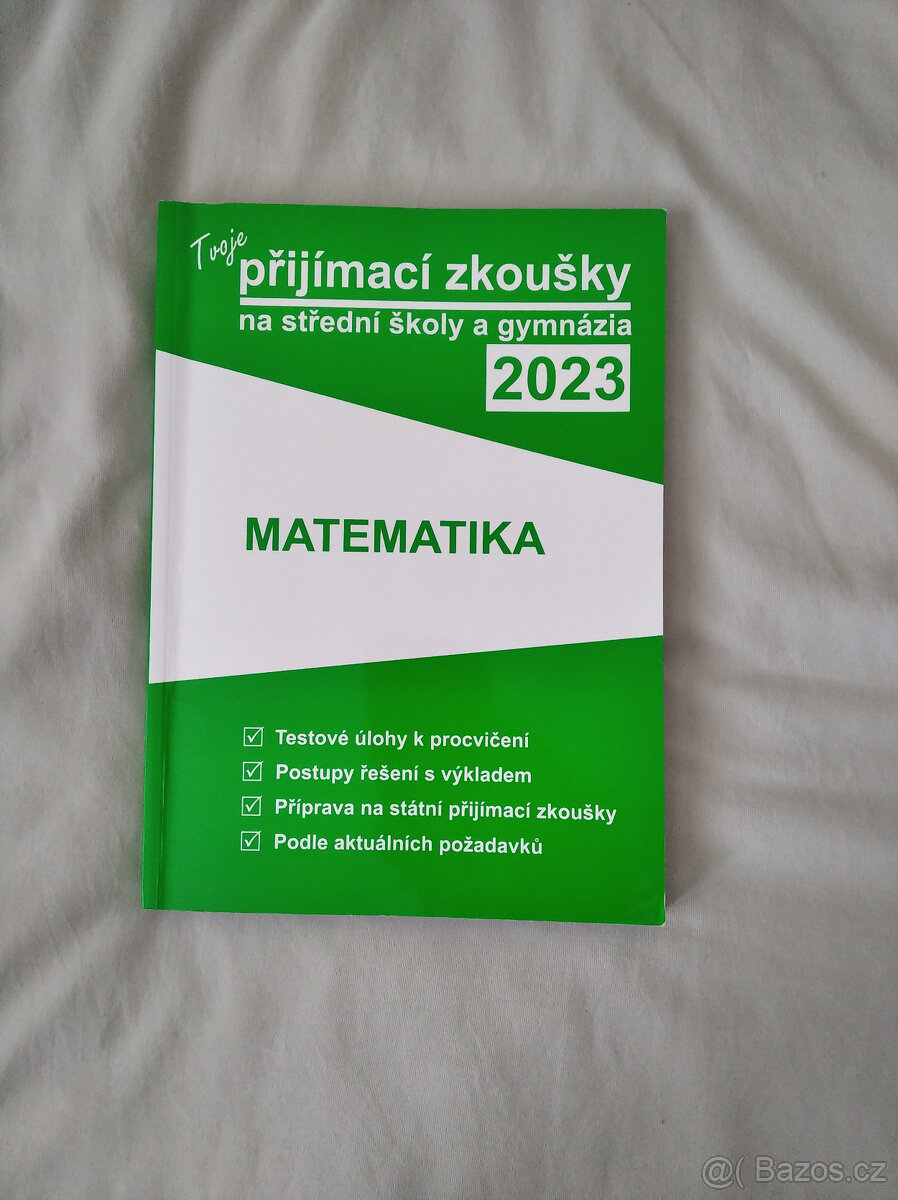 Tvoje
přijímací zkoušky
na střední školy a gymnázia
2023
MATEMATIKA
Testové úlohy k procvičení
Postupy řešení s výkladem
Příprava na státní přijímací zkoušky
Podle aktuálních požadavků
@( Bazos.cz